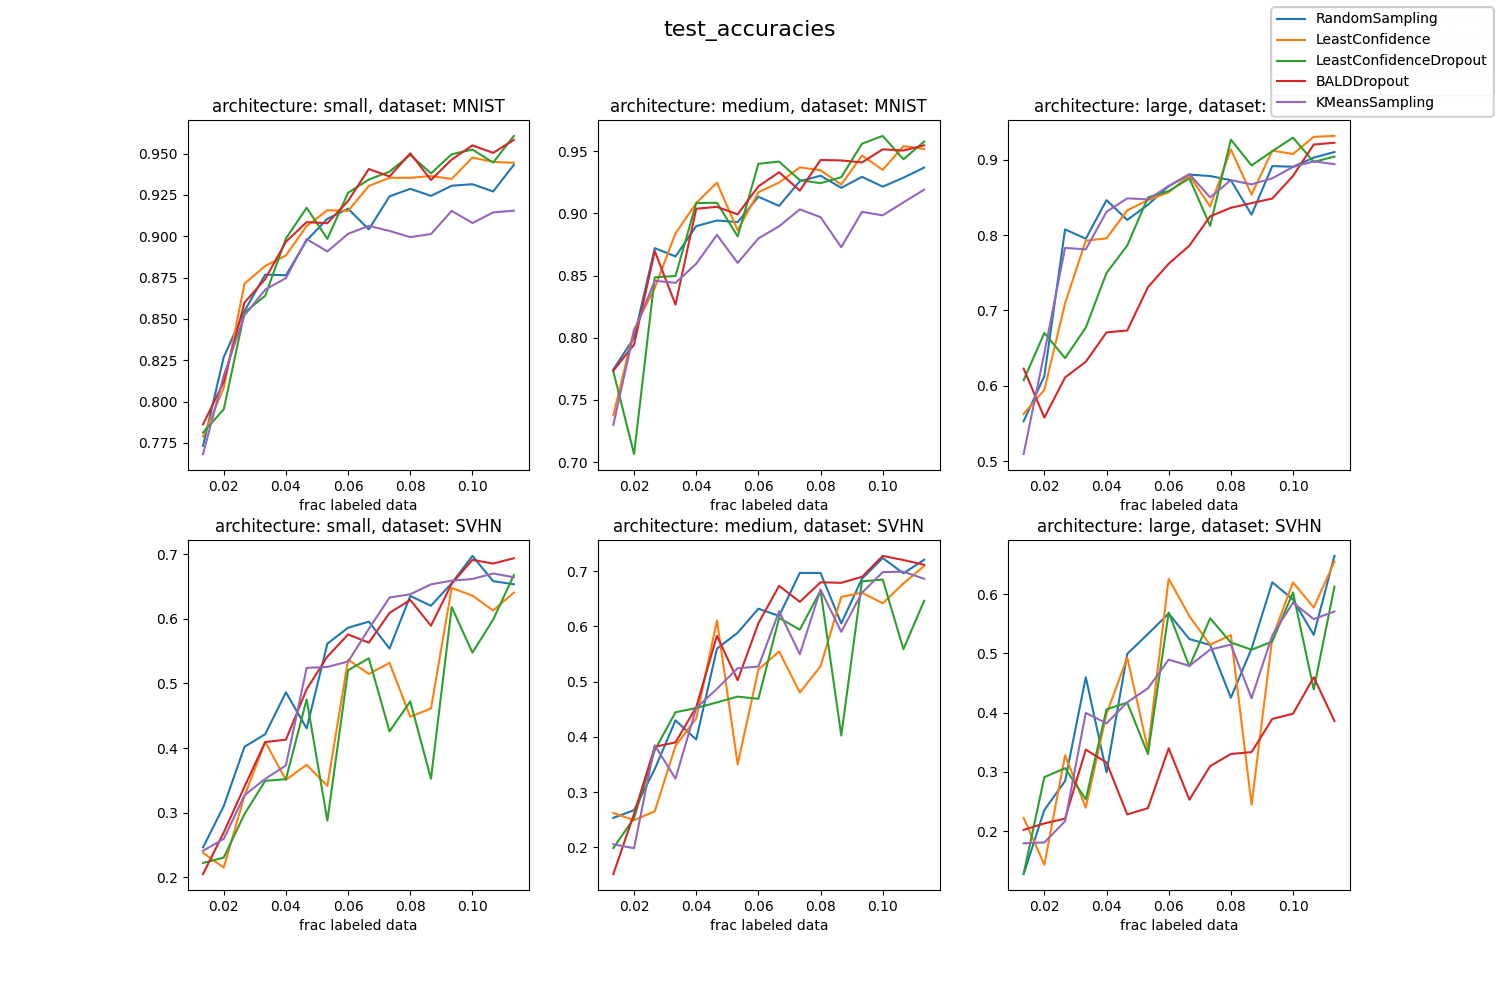 test_accuracies
RandomSampling
LeastConfidence
LeastConfidenceDropout
BALDDropout
KMeansSampling
architecture: small, dataset: MNIST
0.950
0.925
0.900
0.875
0.850
0.825
0.800
0.775
0.02 0.04 0.06 0.08 0.10
frac labeled data
architecture: medium, dataset: MNIST
0.95
0.90
0.85
0.80
0.75
0.70
0.02 0.04 0.06 0.08 0.10
frac labeled data
architecture: large, dataset:
0.9
0.8
0.7
0.6
0.5
0.02 0.04 0.06 0.08 0.10
frac labeled data
architecture: small, dataset: SVHN
0.7
0.6
0.5
0.4
0.3
0.2
0.02 0.04 0.06 0.08 0.10
frac labeled data
architecture: medium, dataset: SVHN
0.7
0.6
0.5
0.4
0.3
0.2
0.02 0.04 0.06 0.08 0.10
frac labeled data
architecture: large, dataset: SVHN
0.6
0.5
0.4
0.3
0.2
0.02 0.04 0.06 0.08 0.10
frac labeled data